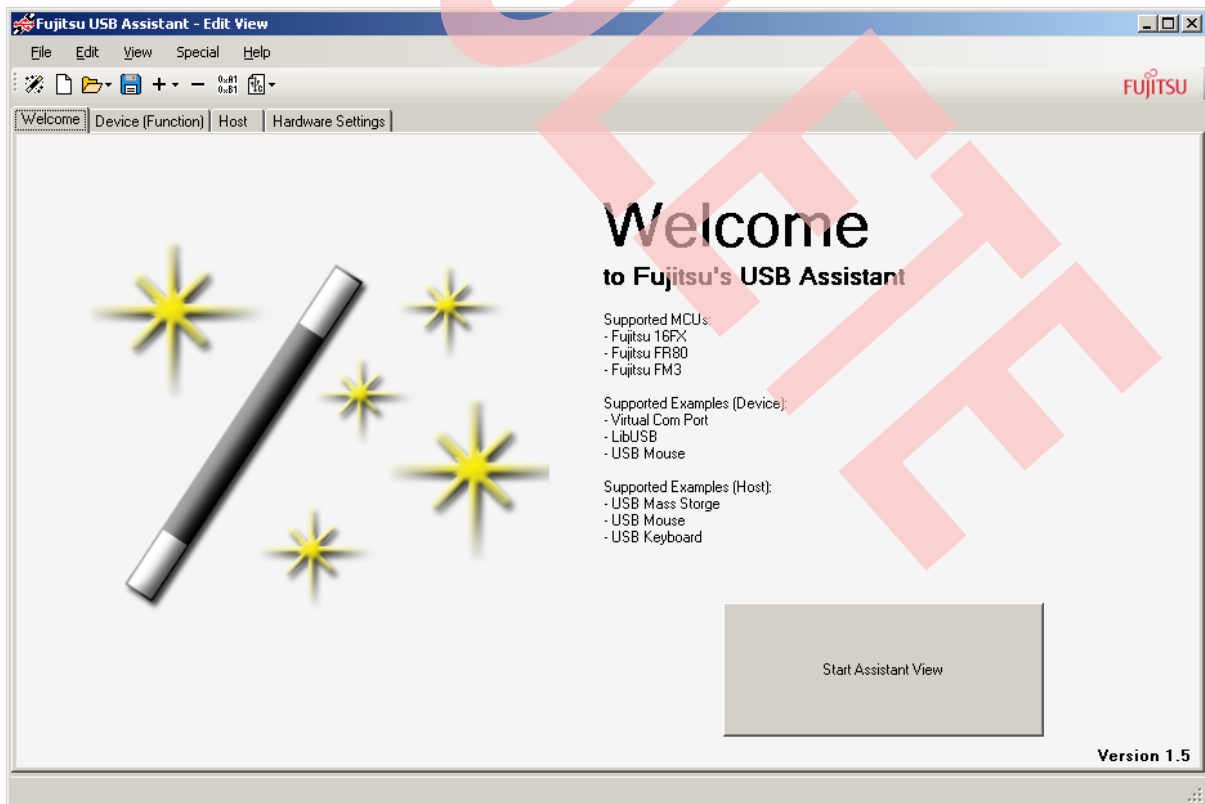 Fujitsu USB Assistant - Edit View
File Edit View Special Help
0xA1
0xB1
FUJITSU
Welcome Device (Function) Host Hardware Settings
Welcome
to Fujitsu's USB Assistant
Supported MCUs:
- Fujitsu 16FX
- Fujitsu FR80
- Fujitsu FM3
Supported Examples (Device):
- Virtual Com Port
- LibUSB
- USB Mouse
Supported Examples (Host):
- USB Mass Storge
- USB Mouse
- USB Keyboard
Start Assistant View
Version 1.5